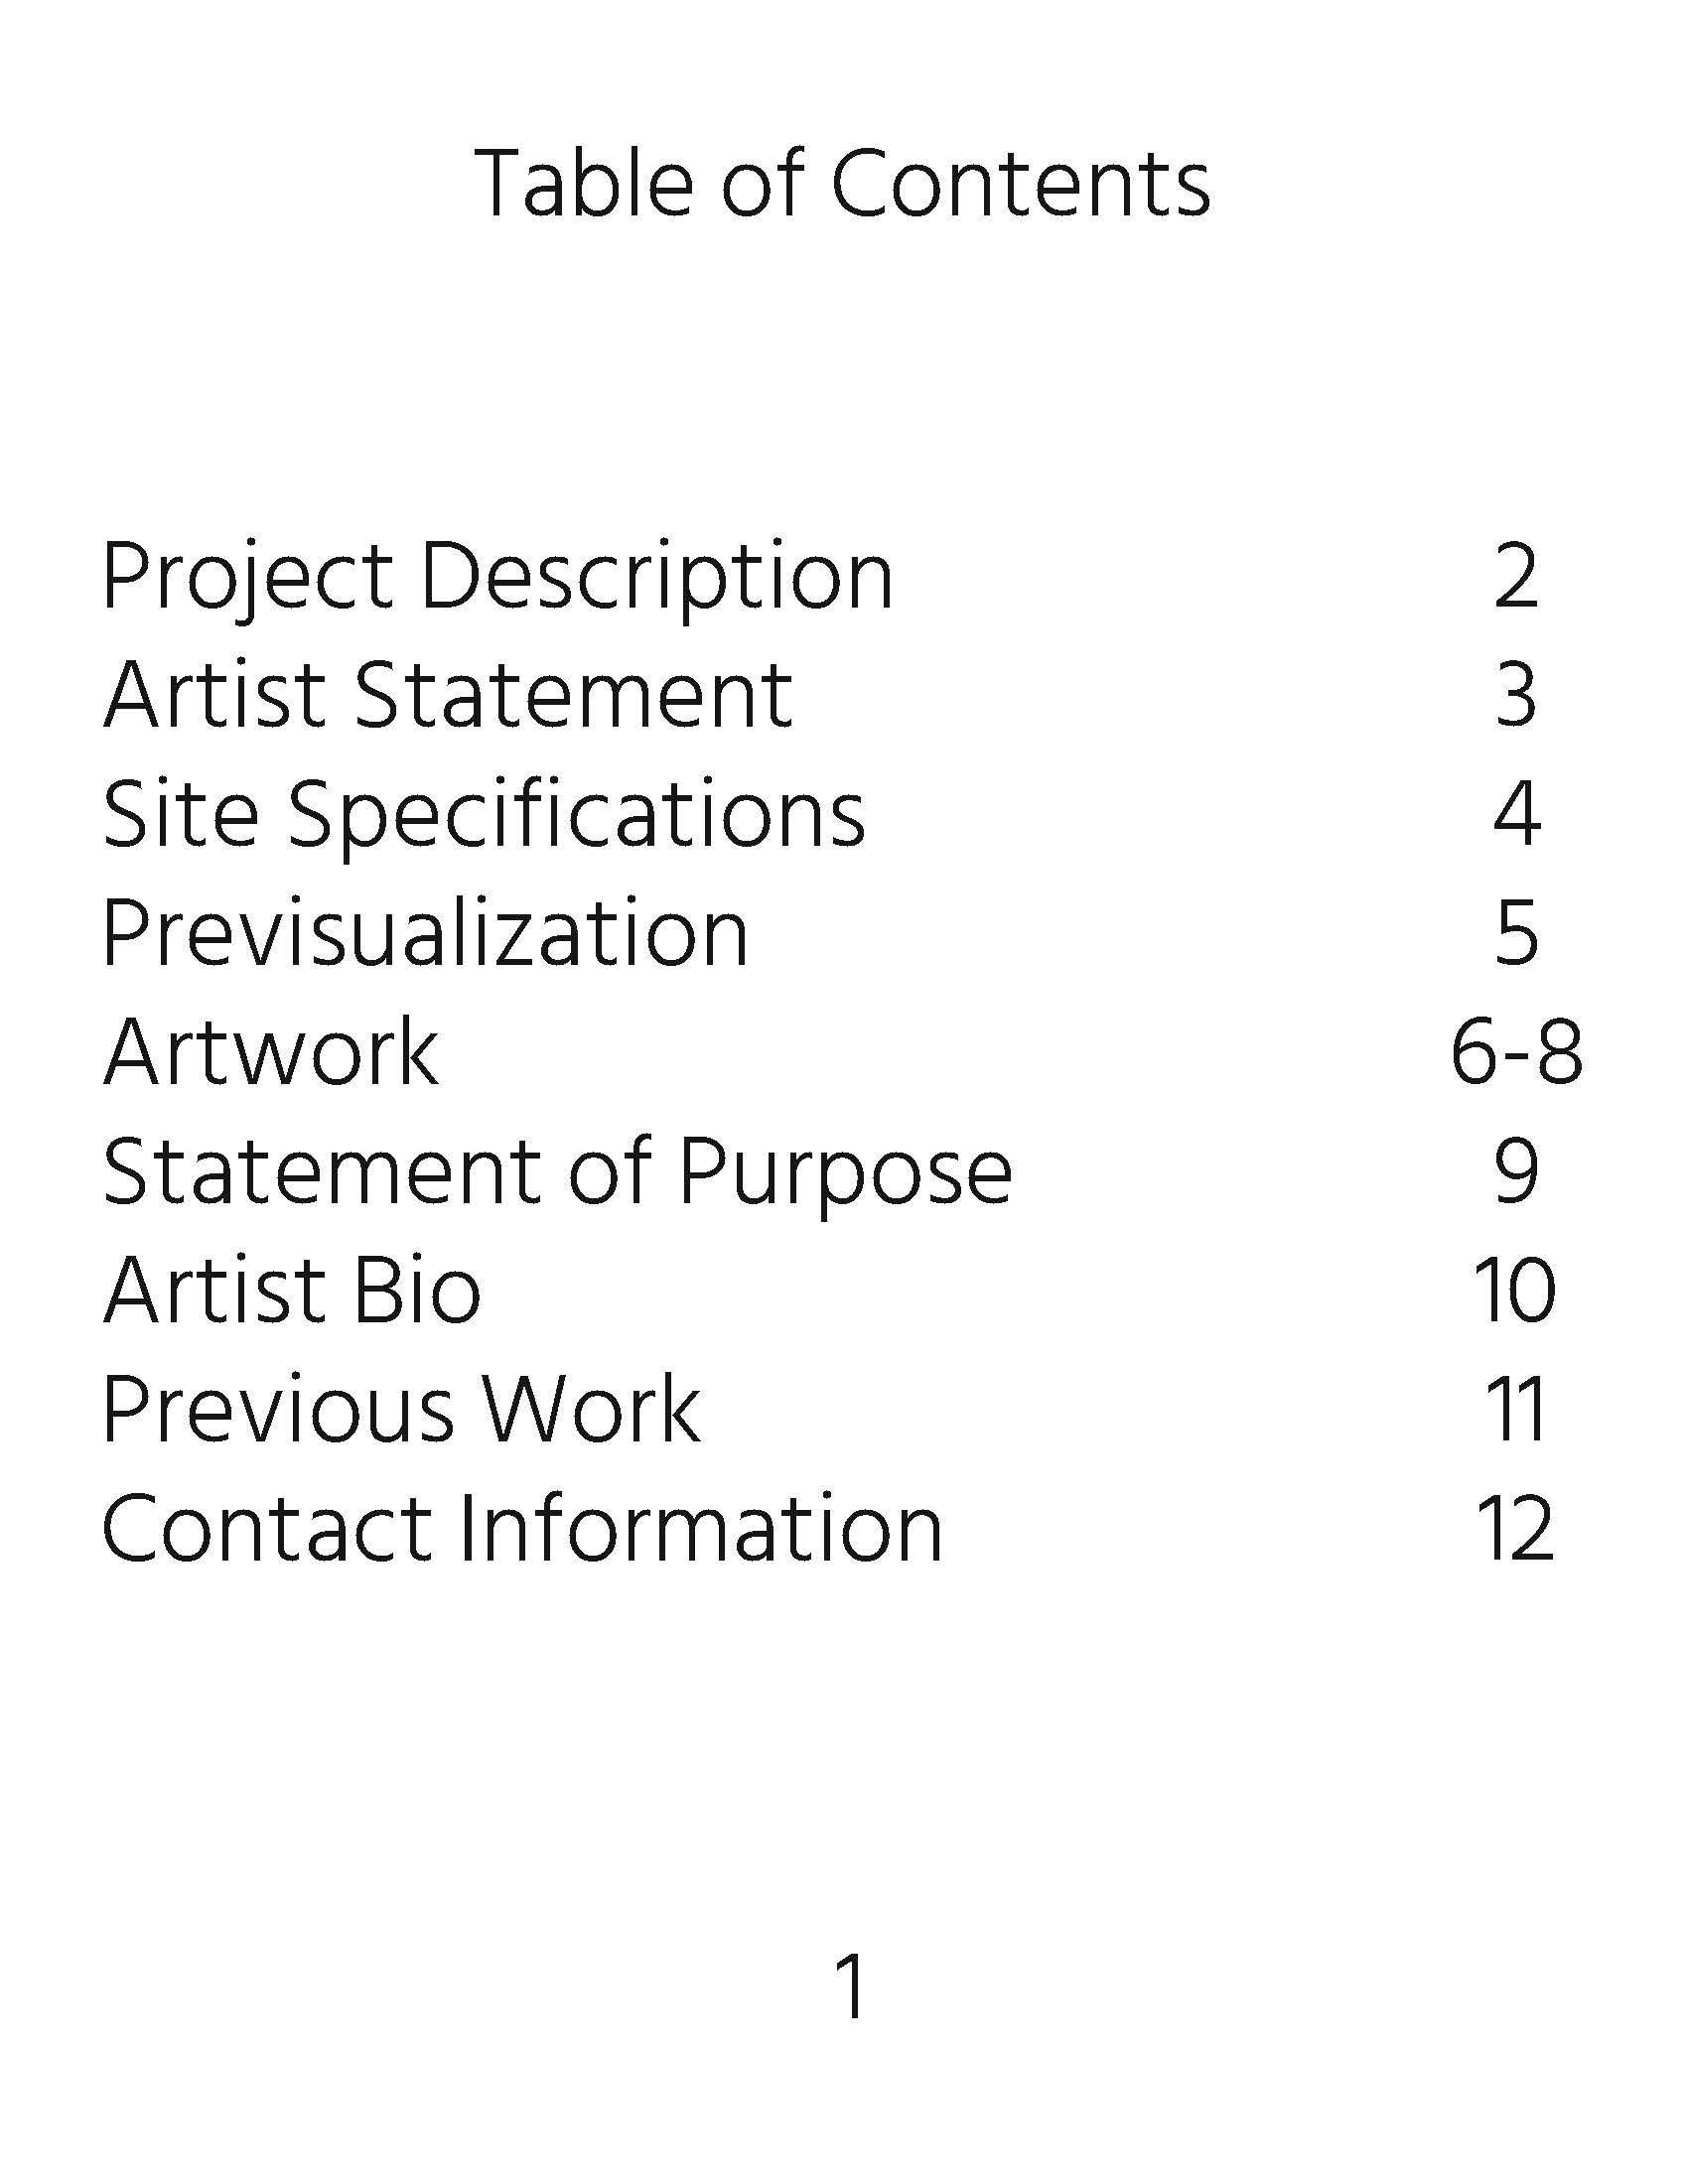 Table of Contents
Project Description 2
Artist Statement 3
Site Specifications 4
Previsualization 5
Artwork 6-8
Statement of Purpose 9
Artist Bio 10
Previous Work 11
Contact Information 12
1